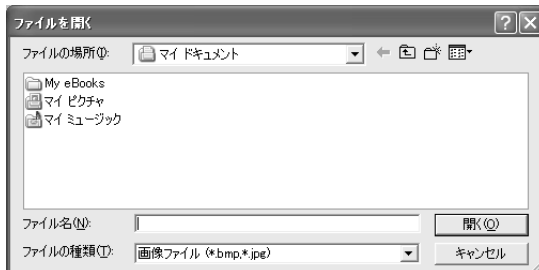 ファイルを開く
ファイルの場所(I):
マイ ドキュメント
My eBooks
マイ ピクチャ
マイ ミュージック
ファイル名(N):
開く(O)
ファイルの種類(T):
画像ファイル (*.bmp,*.jpg)
キャンセル